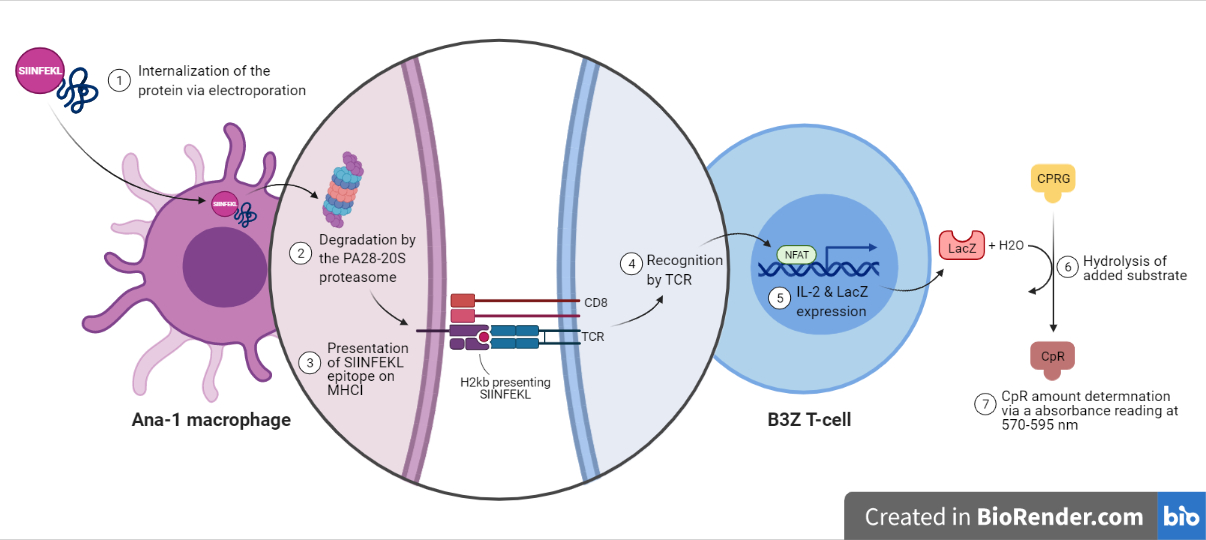 SIINFEKL
1
Internalization of the
protein via electroporation
SIINFEKL
2
Degradation by
the PA28-20S
proteasome
3
Presentation
of SIINFEKL
epitope on
MHCI
CD8
TCR
H2kb presenting
SIINFEKL
4
Recognition
by TCR
NFAT
5
IL-2 & LacZ
expression
LacZ
+ H2O
CPRG
6
Hydrolysis of
added substrate
CpR
7
CpR amount determnation
via a absorbance reading at
570-595 nm
Ana-1 macrophage
B3Z T-cell
Created in BioRender.com
bio